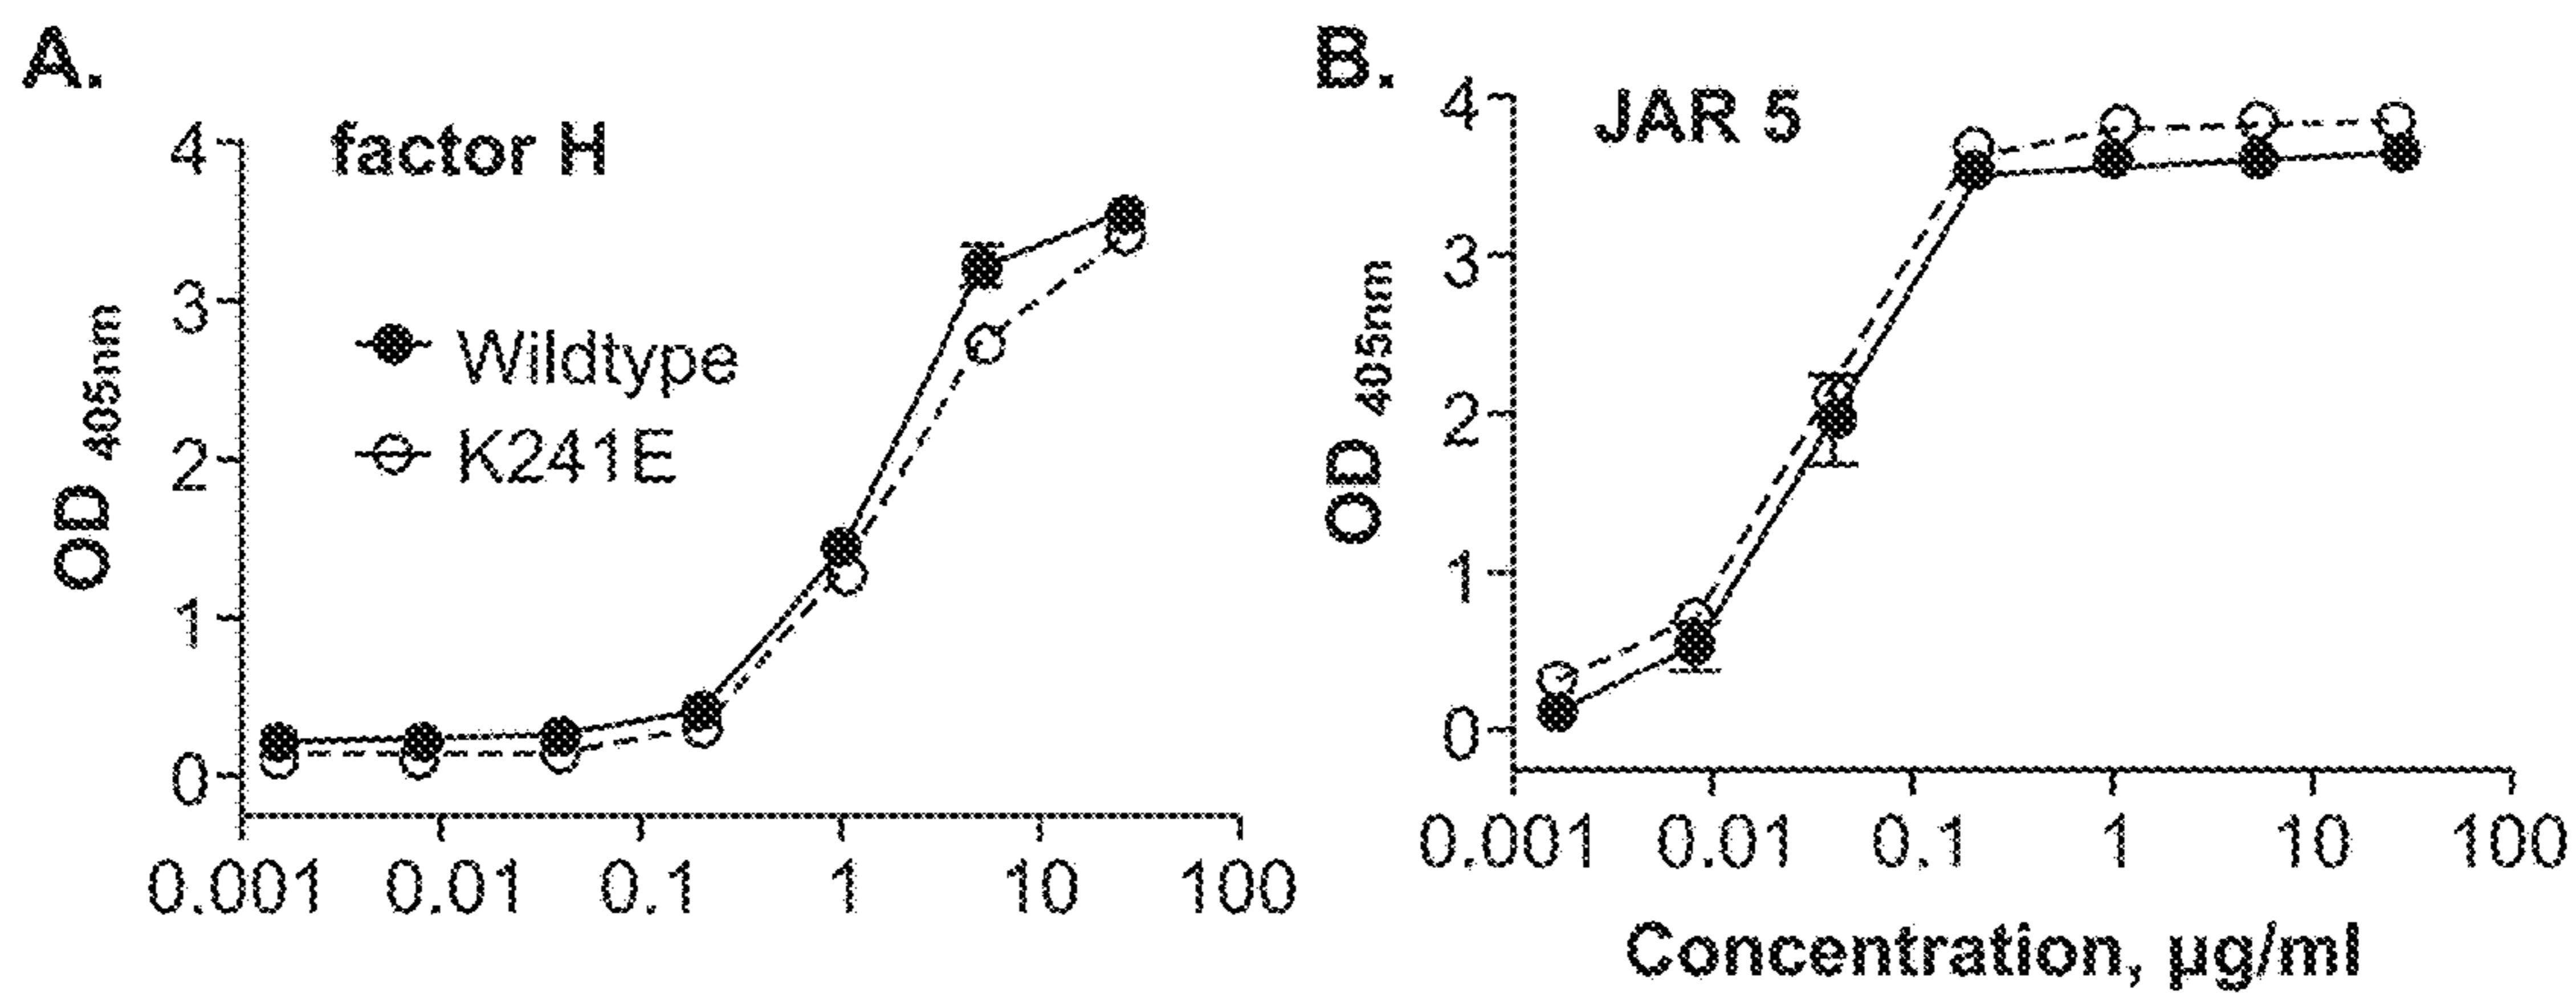 A.
factor H
4
3
2
1
0
OD 405nm
Wildtype
K241E
0.001 0.01 0.1 1 10 100
B.
JAR 5
4
3
2
1
0
OD 405nm
0.001 0.01 0.1 1 10 100
Concentration, µg/ml